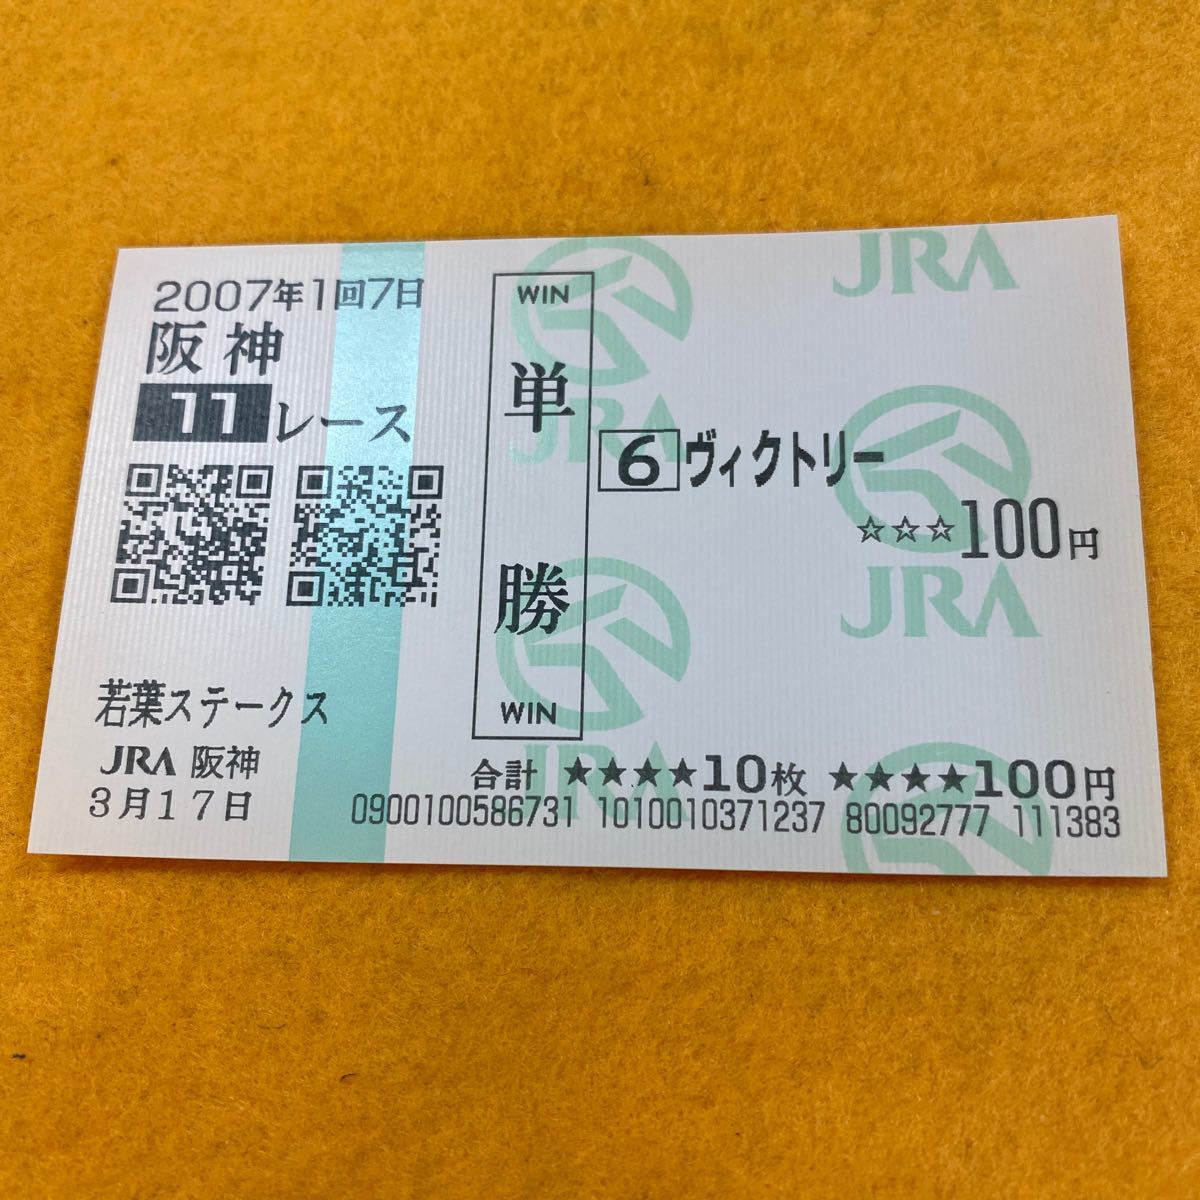 2007年1回7日
阪神
11レース
若葉ステークス
JRA 阪神
3月17日
WIN
単勝
WIN
6 ヴィクトリー
☆☆☆100円
合計 ★★★★10枚 ★★★★100円
0900100586731 1010010371237 80092777 111383
JRA
JRA
JRA
JRA